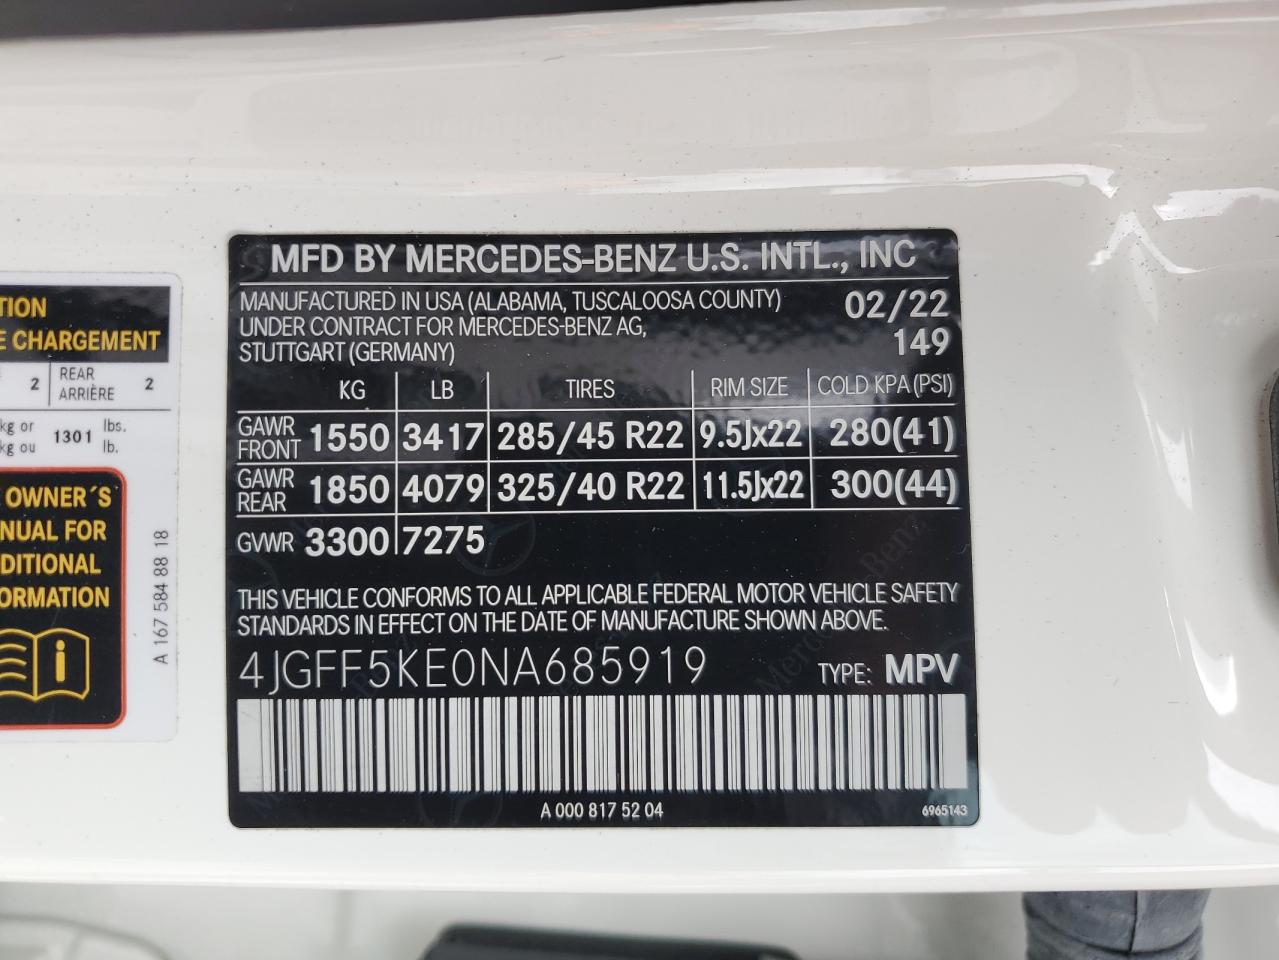 TION
E CHARGEMENT
2 REAR ARRIÈRE 2
kg or 1301 lbs.
kg ou lb.
OWNER´S
NUAL FOR
DITIONAL
ORMATION
A 167 584 88 18
MFD BY MERCEDES-BENZ U.S. INTL., INC
MANUFACTURED IN USA (ALABAMA, TUSCALOOSA COUNTY) 02/22
UNDER CONTRACT FOR MERCEDES-BENZ AG,
STUTTGART (GERMANY) 149
KG LB TIRES RIM SIZE COLD KPA (PSI)
GAWR FRONT 1550 3417 285/45 R22 9.5Jx22 280(41)
GAWR REAR 1850 4079 325/40 R22 11.5Jx22 300(44)
GVWR 3300 7275
THIS VEHICLE CONFORMS TO ALL APPLICABLE FEDERAL MOTOR VEHICLE SAFETY
STANDARDS IN EFFECT ON THE DATE OF MANUFACTURE SHOWN ABOVE.
4JGFF5KE0NA685919 TYPE: MPV
A 000 817 52 04 6965143